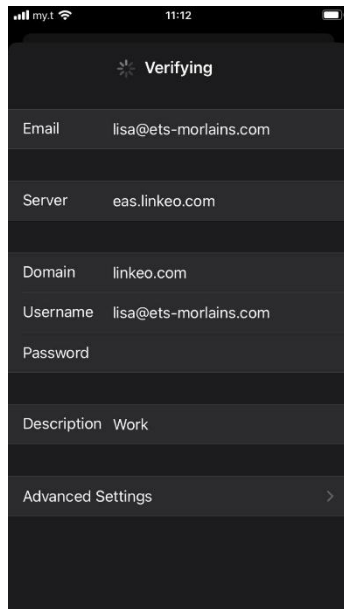 my.t 11:12
Verifying
Email lisa@ets-morlains.com
Server eas.linkeo.com
Domain linkeo.com
Username lisa@ets-morlains.com
Password
Description Work
Advanced Settings